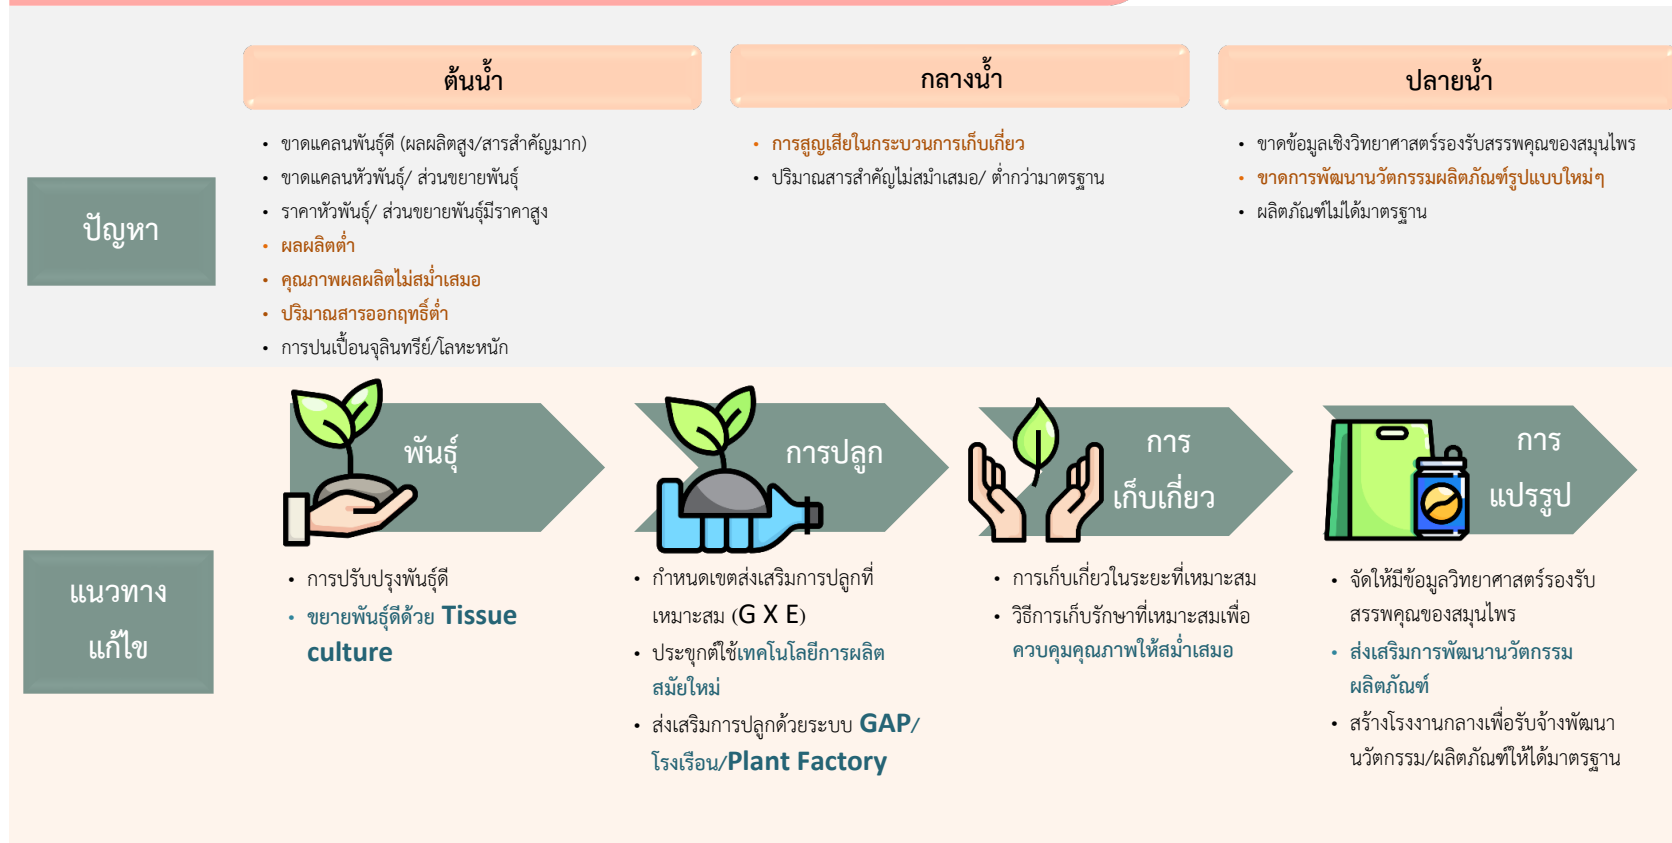 ต้นน้ำ
กลางน้ำ
ปลายน้ำ
ปัญหา
• ขาดแคลนพันธุ์ดี (ผลผลิตสูง/สารสำคัญมาก)
• ขาดแคลนหัวพันธุ์/ ส่วนขยายพันธุ์
• ราคาหัวพันธุ์/ ส่วนขยายพันธุ์มีราคาสูง
• ผลผลิตต่ำ
• คุณภาพผลผลิตไม่สม่ำเสมอ
• ปริมาณสารออกฤทธิ์ต่ำ
• การปนเปื้อนจุลินทรีย์/โลหะหนัก
• การสูญเสียในกระบวนการเก็บเกี่ยว
• ปริมาณสารสำคัญไม่สมำเสมอ/ ต่ำกว่ามาตรฐาน
• ขาดข้อมูลเชิงวิทยาศาสตร์รองรับสรรพคุณของสมุนไพร
• ขาดการพัฒนานวัตกรรมผลิตภัณฑ์รูปแบบใหม่ๆ
• ผลิตภัณฑ์ไม่ได้มาตรฐาน
แนวทาง
แก้ไข
พันธุ์
• การปรับปรุงพันธุ์ดี
• ขยายพันธุ์ดีด้วย Tissue
culture
การปลูก
• กำหนดเขตส่งเสริมการปลูกที่
เหมาะสม (G X E)
• ประขุกต์ใช้เทคโนโลยีการผลิต
สมัยใหม่
• ส่งเสริมการปลูกด้วยระบบ GAP/
โรงเรือน/Plant Factory
การ
เก็บเกี่ยว
• การเก็บเกี่ยวในระยะที่เหมาะสม
• วิธีการเก็บรักษาที่เหมาะสมเพื่อ
ควบคุมคุณภาพให้สม่ำเสมอ
การ
แปรรูป
• จัดให้มีข้อมูลวิทยาศาสตร์รองรับ
สรรพคุณของสมุนไพร
• ส่งเสริมการพัฒนานวัตกรรม
ผลิตภัณฑ์
• สร้างโรงงานกลางเพื่อรับจ้างพัฒนา
นวัตกรรม/ผลิตภัณฑ์ให้ได้มาตรฐาน